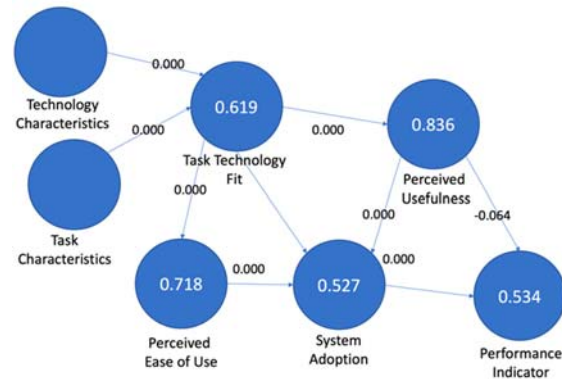 0.000
Technology
Characteristics
0.619
0.000
0.000
0.836
Task Technology
Fit
Perceived
Usefulness
0.000
Task
Characteristics
0.000
-0.064
0.718
0.000
0.527
0.000
0.534
Perceived
Ease of Use
System
Adoption
Performance
Indicator